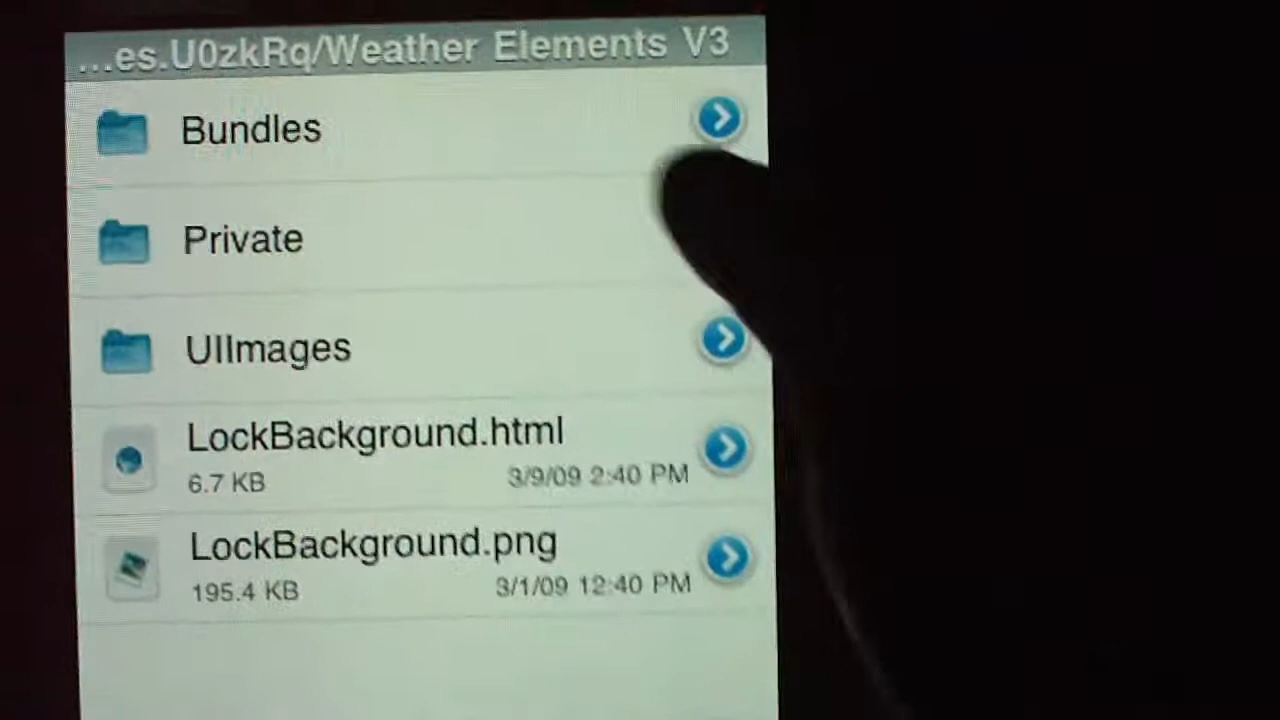 ...es.U0zkRq/Weather Elements V3
Bundles
Private
UIImages
LockBackground.html
6.7 KB 3/9/09 2:40 PM
LockBackground.png
195.4 KB 3/1/09 12:40 PM